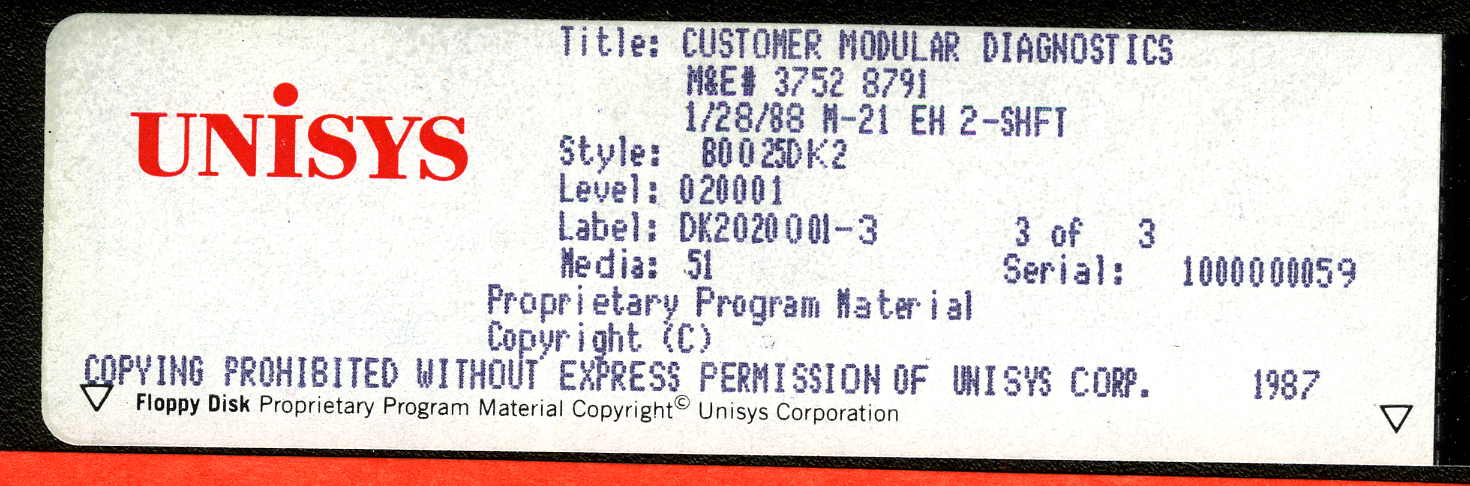 Title: CUSTOMER MODULAR DIAGNOSTICS
M&E# 3752 8791
1/28/88 M-21 EH 2-SHFT
UNiSYS
Style: B0025DK2
Level: 020001
Label: DK2020001-3 3 of 3
Media: 51 Serial: 1000000059
Proprietary Program Material
Copyright (C)
COPYING PROHIBITED WITHOUT EXPRESS PERMISSION OF UNISYS CORP. 1987
Floppy Disk Proprietary Program Material Copyright© Unisys Corporation